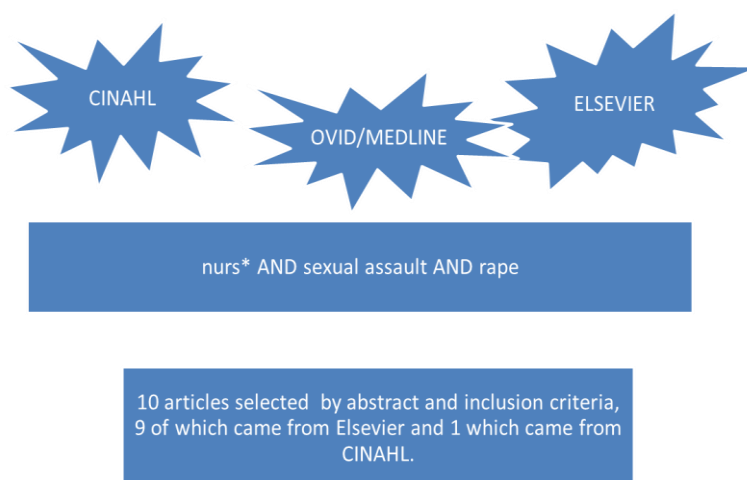 CINAHL
OVID/MEDLINE
ELSEVIER
nurs* AND sexual assault AND rape
10 articles selected by abstract and inclusion criteria,
9 of which came from Elsevier and 1 which came from
CINAHL.